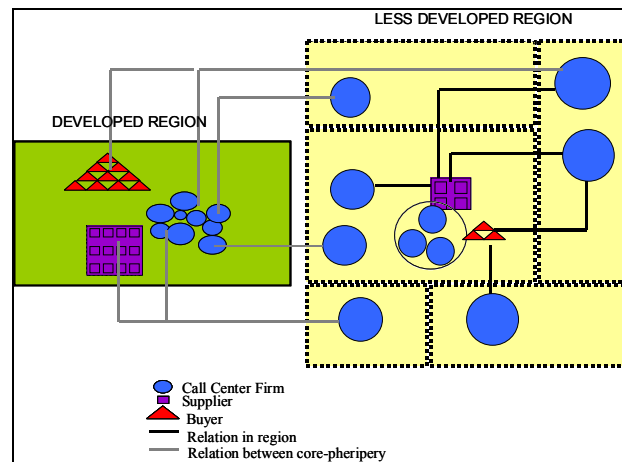 LESS DEVELOPED REGION
DEVELOPED REGION
Call Center Firm
Supplier
Buyer
Relation in region
Relation between core-pheripery